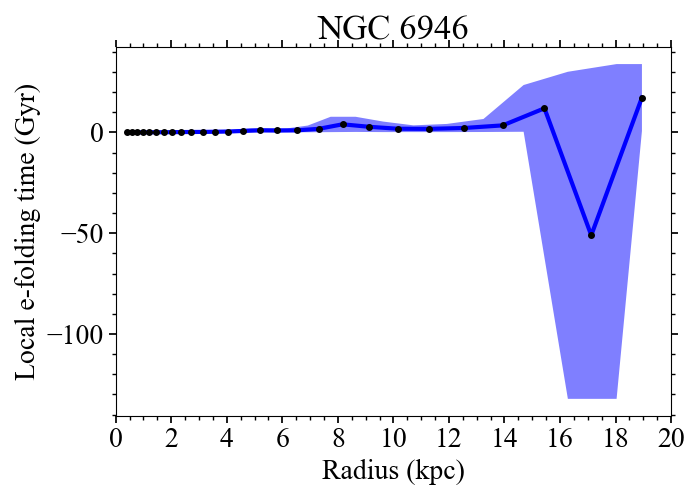 NGC 6946
Local e-folding time (Gyr)
0
−50
−100
0 2 4 6 8 10 12 14 16 18 20
Radius (kpc)